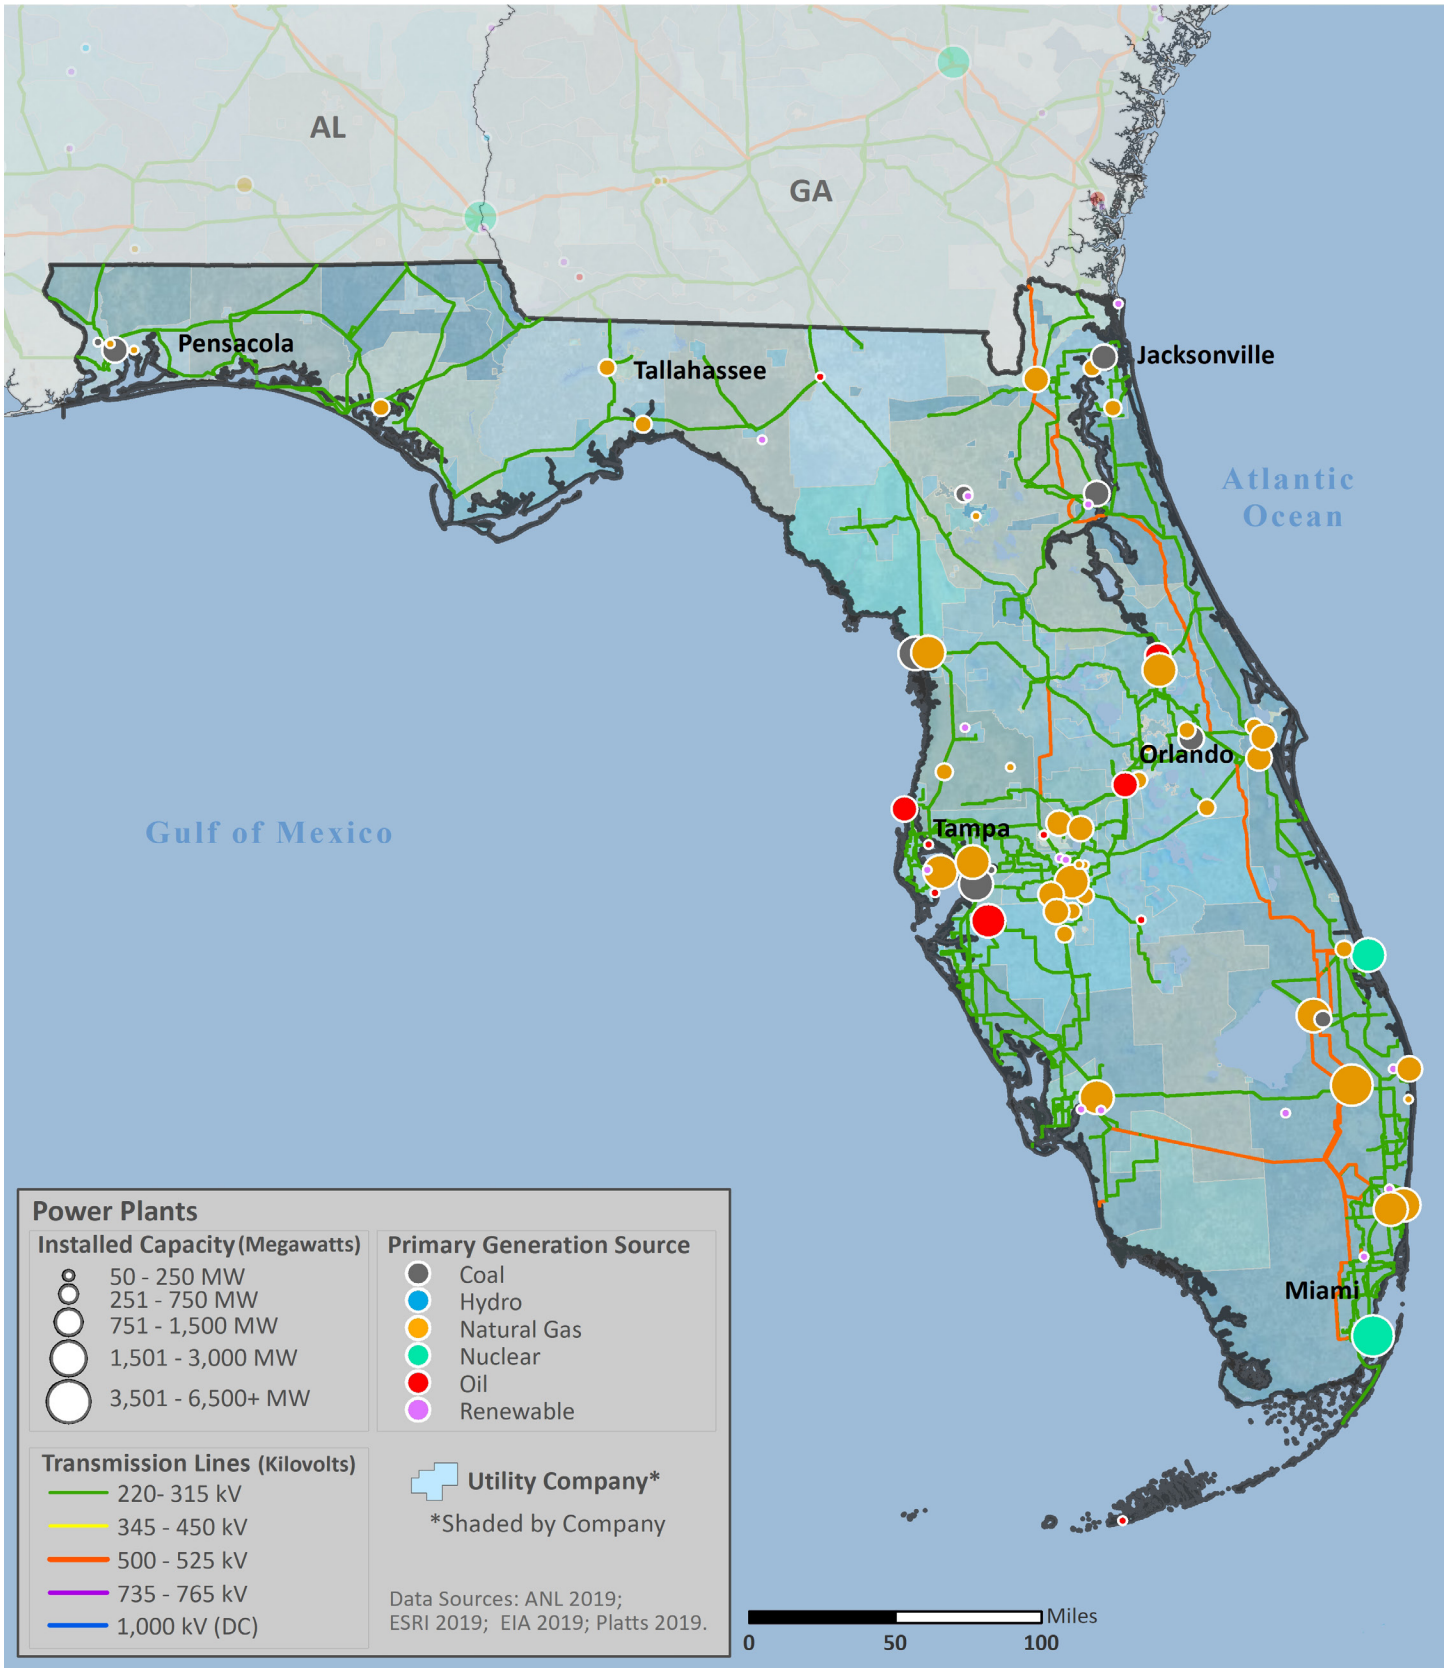 AL
GA
Pensacola
Tallahassee
Jacksonville
Atlantic
Ocean
Orlando
Gulf of Mexico
Tampa
Miami
Power Plants
Installed Capacity (Megawatts)
50 - 250 MW
251 - 750 MW
751 - 1,500 MW
1,501 - 3,000 MW
3,501 - 6,500+ MW
Primary Generation Source
Coal
Hydro
Natural Gas
Nuclear
Oil
Renewable
Transmission Lines (Kilovolts)
220- 315 kV
345 - 450 kV
500 - 525 kV
735 - 765 kV
1,000 kV (DC)
Utility Company*
*Shaded by Company
Data Sources: ANL 2019;
ESRI 2019; EIA 2019; Platts 2019.
Miles
0 50 100